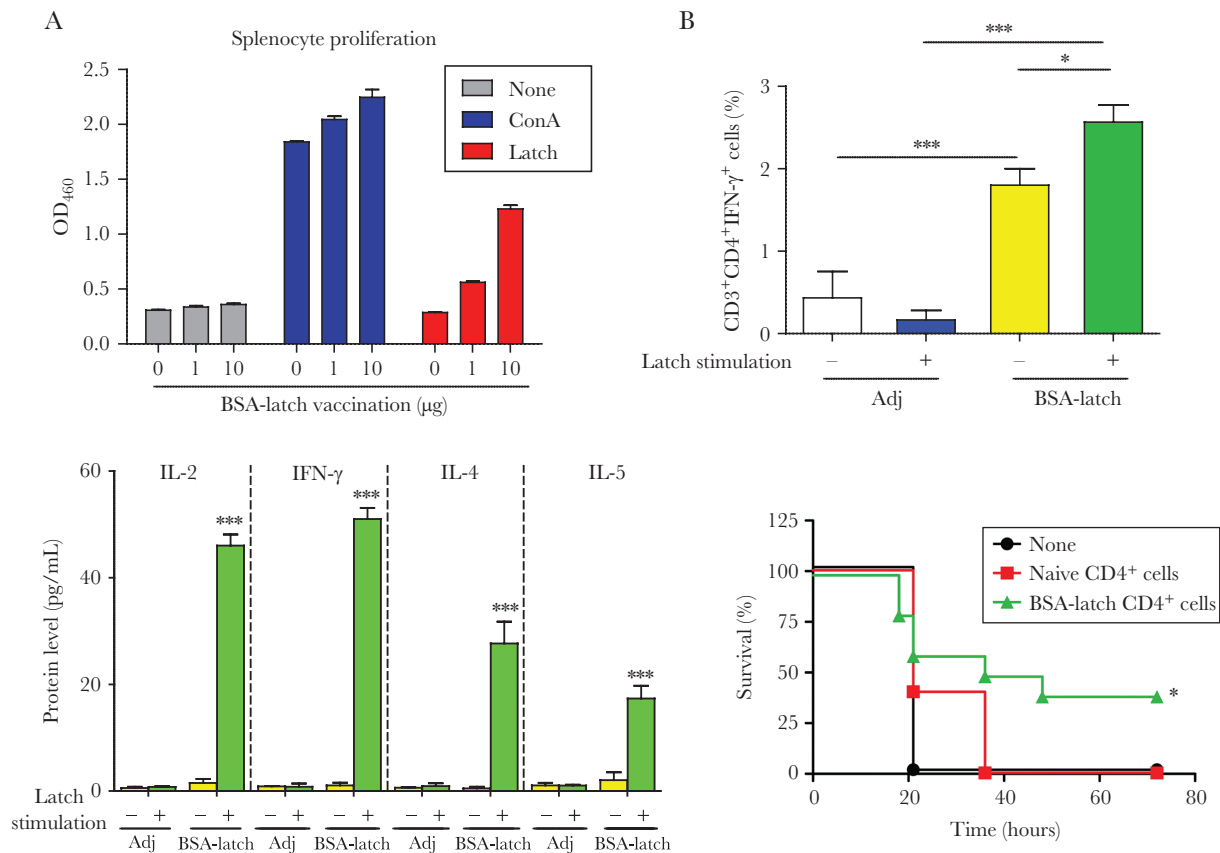 A
Splenocyte proliferation
None
ConA
Latch
OD460
2.5
2.0
1.5
1.0
0.5
0.0
0 1 10 0 1 10 0 1 10
BSA-latch vaccination (μg)
B
CD3+CD4+IFN-γ+ cells (%)
3
2
1
0
***
*
***
Latch stimulation – + – +
Adj BSA-latch
Protein level (pg/mL)
60
40
20
0
IL-2 IFN-γ IL-4 IL-5
***
***
***
***
Latch
stimulation – + – + – + – + – + – + – + – +
Adj BSA-latch Adj BSA-latch Adj BSA-latch Adj BSA-latch
Survival (%)
125
100
75
50
25
0
None
Naive CD4+ cells
BSA-latch CD4+ cells
*
0 20 40 60 80
Time (hours)